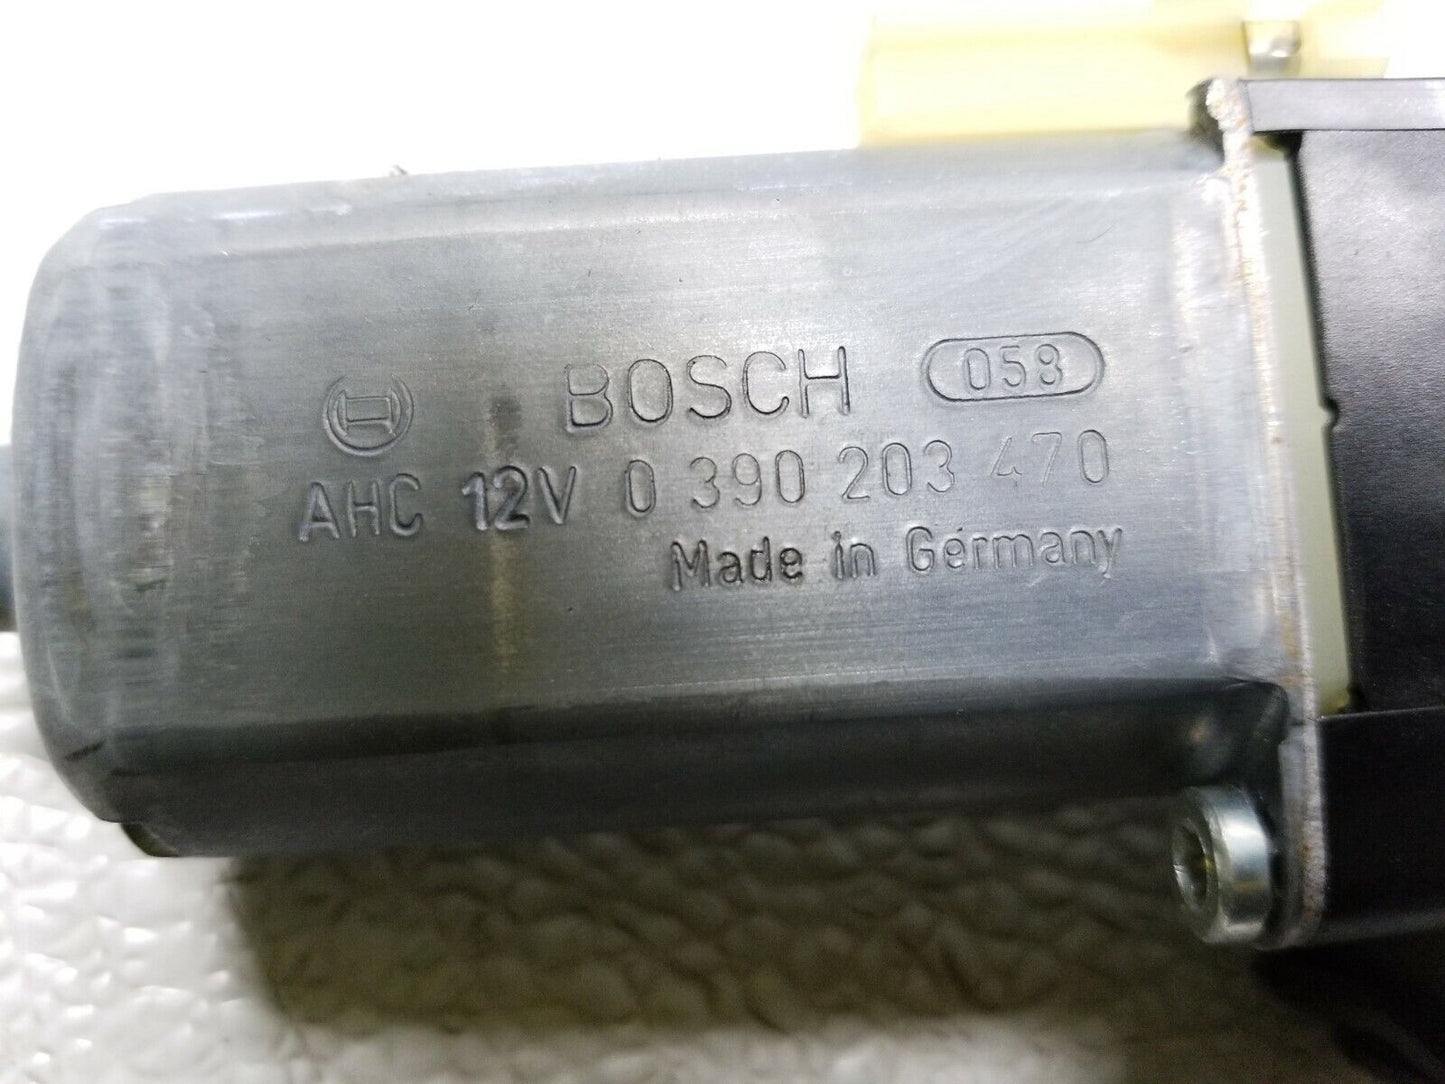 BOSCH 058
AHC 12V 0 390 203 470
Made in Germany